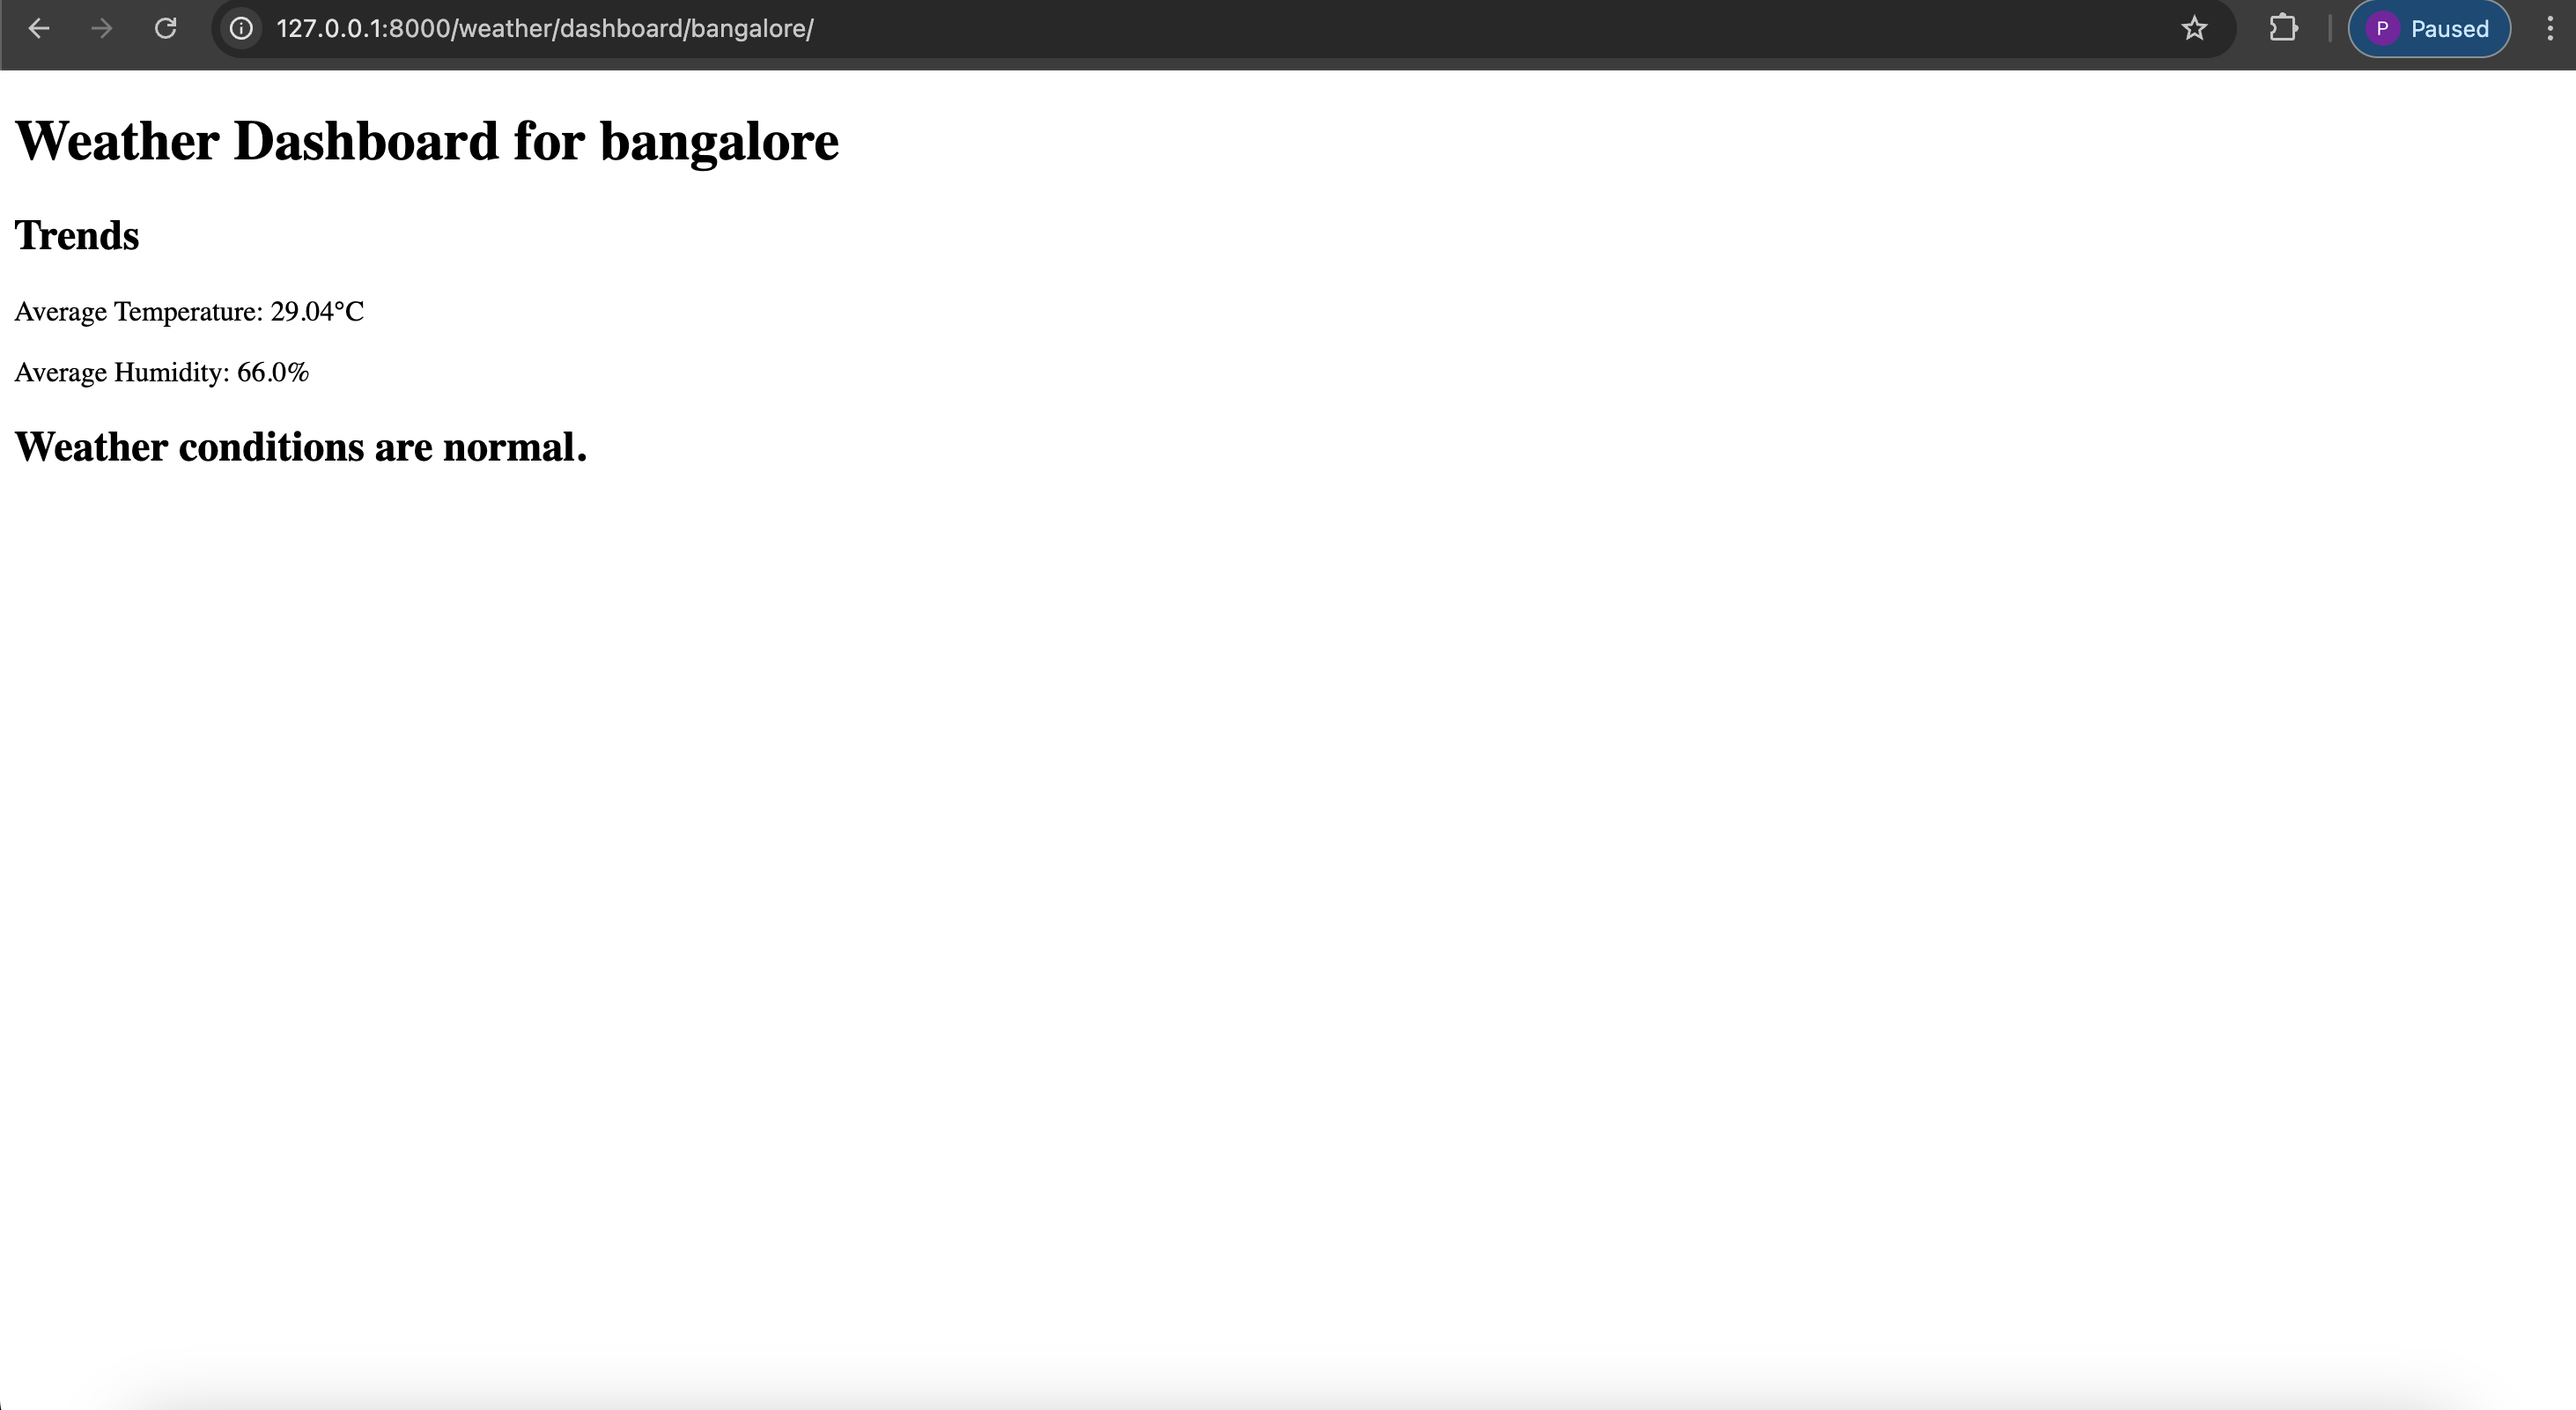 127.0.0.1:8000/weather/dashboard/bangalore/
P Paused
Weather Dashboard for bangalore
Trends
Average Temperature: 29.04°C
Average Humidity: 66.0%
Weather conditions are normal.